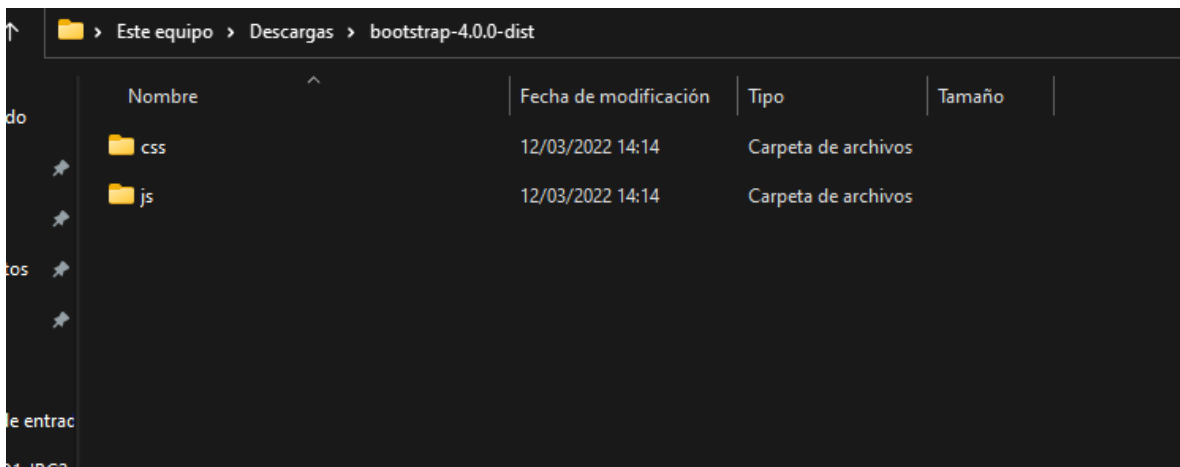 Este equipo > Descargas > bootstrap-4.0.0-dist
Nombre Fecha de modificación Tipo Tamaño
do
css 12/03/2022 14:14 Carpeta de archivos
js 12/03/2022 14:14 Carpeta de archivos
tos
de entrac